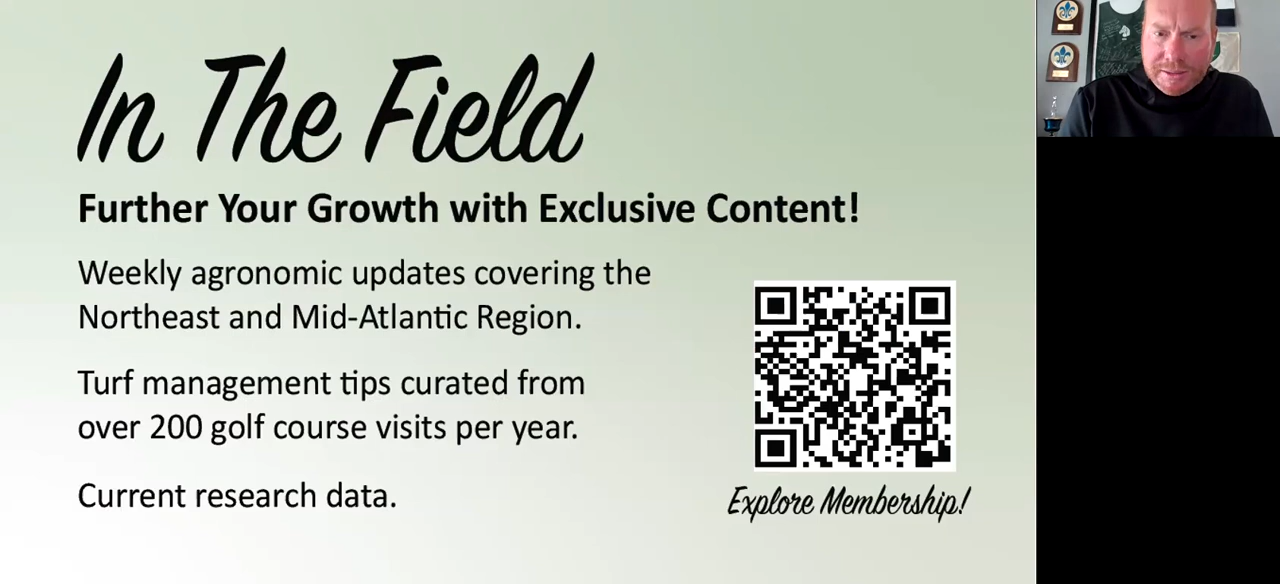 In The Field
Further Your Growth with Exclusive Content!
Weekly agronomic updates covering the
Northeast and Mid-Atlantic Region.
Turf management tips curated from
over 200 golf course visits per year.
Current research data.
Explore Membership!